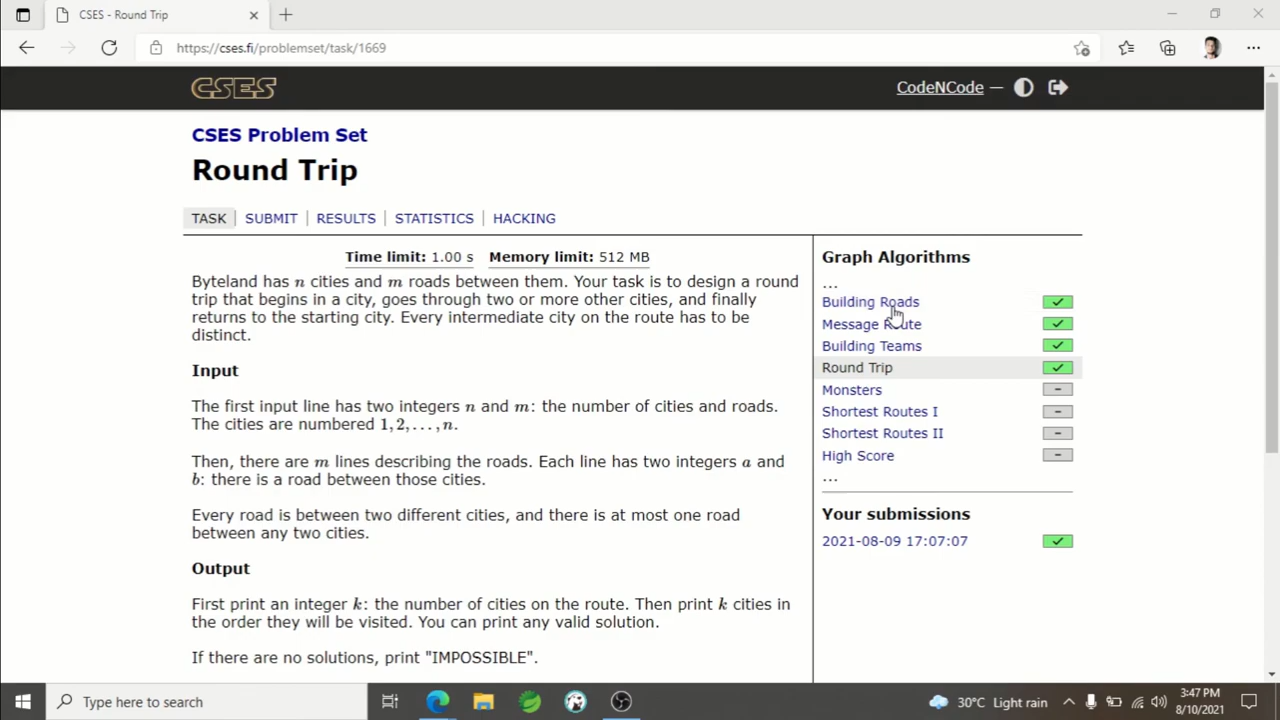 CSES - Round Trip
https://cses.fi/problemset/task/1669
CSES
CodeNCode —
CSES Problem Set
Round Trip
TASK | SUBMIT | RESULTS | STATISTICS | HACKING
Time limit: 1.00 s Memory limit: 512 MB
Byteland has n cities and m roads between them. Your task is to design a round
trip that begins in a city, goes through two or more other cities, and finally
returns to the starting city. Every intermediate city on the route has to be
distinct.
Input
The first input line has two integers n and m: the number of cities and roads.
The cities are numbered 1, 2, . . . , n.
Then, there are m lines describing the roads. Each line has two integers a and
b: there is a road between those cities.
Every road is between two different cities, and there is at most one road
between any two cities.
Output
First print an integer k: the number of cities on the route. Then print k cities in
the order they will be visited. You can print any valid solution.
If there are no solutions, print "IMPOSSIBLE".
Graph Algorithms
...
Building Roads
Message Route
Building Teams
Round Trip
Monsters –
Shortest Routes I –
Shortest Routes II –
High Score –
...
Your submissions
2021-08-09 17:07:07
Type here to search
30°C Light rain
3:47 PM
8/10/2021